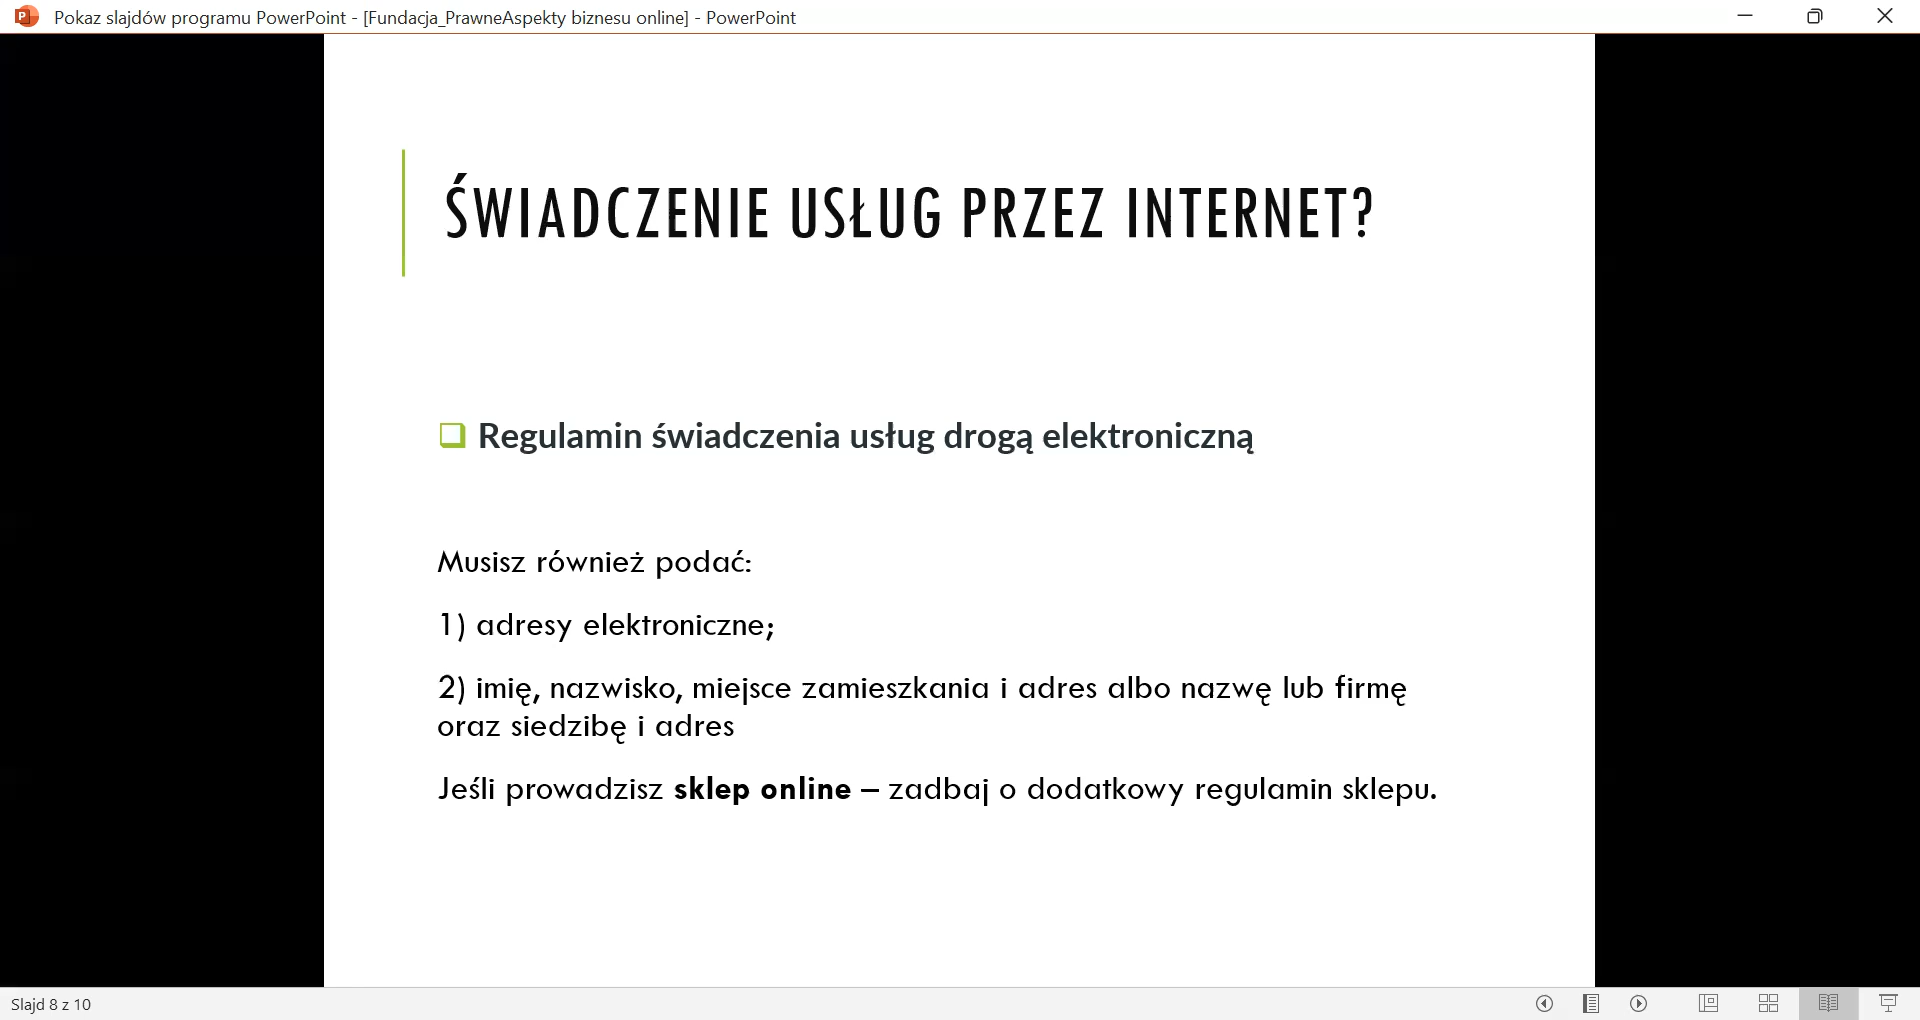 Pokaz slajdów programu PowerPoint - [Fundacja_PrawneAspekty biznesu online] - PowerPoint
ŚWIADCZENIE USŁUG PRZEZ INTERNET?
Regulamin świadczenia usług drogą elektroniczną
Musisz również podać:
1) adresy elektroniczne;
2) imię, nazwisko, miejsce zamieszkania i adres albo nazwę lub firmę
oraz siedzibę i adres
Jeśli prowadzisz sklep online – zadbaj o dodatkowy regulamin sklepu.
Slajd 8 z 10